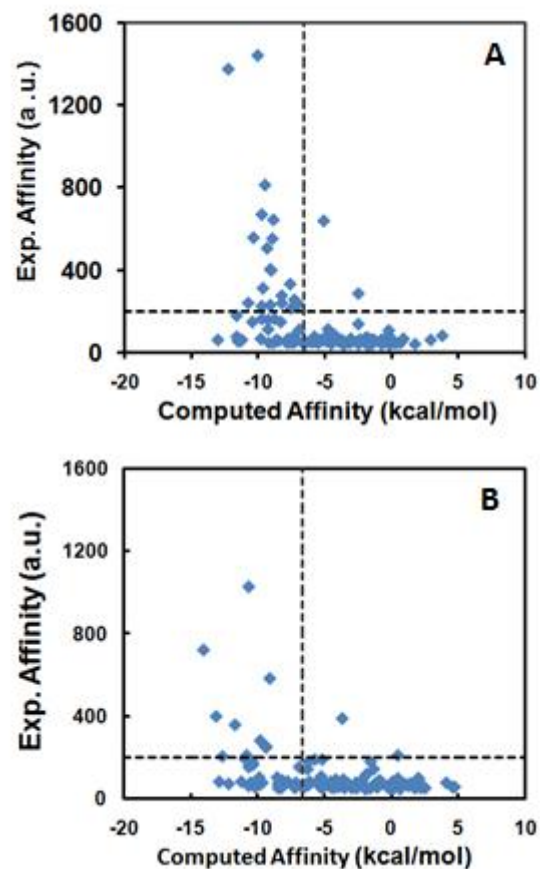 A
Exp. Affinity (a .u.)
1600
1200
800
400
0
-20 -15 -10 -5 0 5 10
Computed Affinity (kcal/mol)
B
Exp. Affinity (a.u.)
1600
1200
800
400
0
-20 -15 -10 -5 0 5 10
Computed Affinity (kcal/mol)